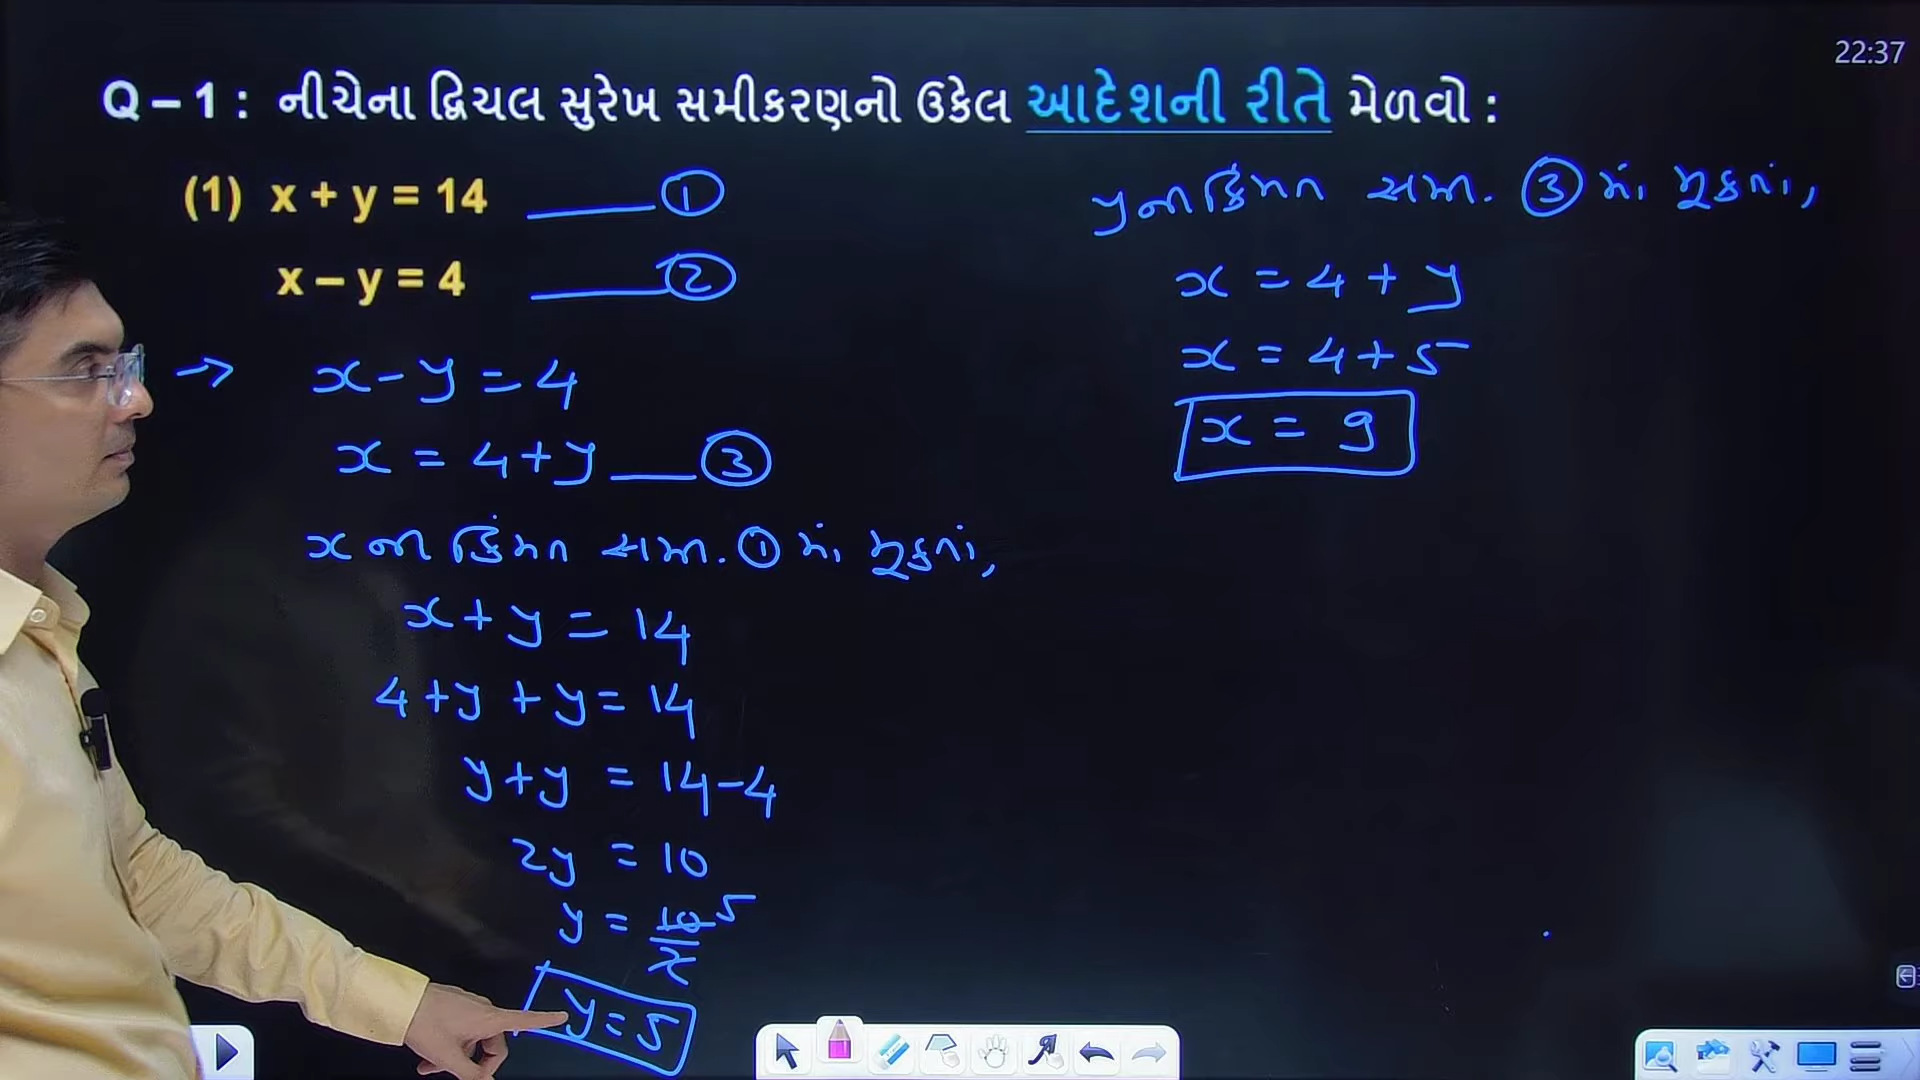 22:37
Q – 1 : નીચેના દ્વિચલ સુરેખ સમીકરણનો ઉકેલ આદેશની રીતે મેળવો :
(1) x + y = 14 ——— ①
x – y = 4 ——— ②
→ x - y = 4
x = 4 + y —— ③
x ની કિંમત સમી. ① માં મૂકતાં,
x + y = 14
4 + y + y = 14
y + y = 14 - 4
2y = 10
y = 10/2 5
y = 5
y ની કિંમત સમી. ③ માં મૂકતાં,
x = 4 + y
x = 4 + 5
x = 9